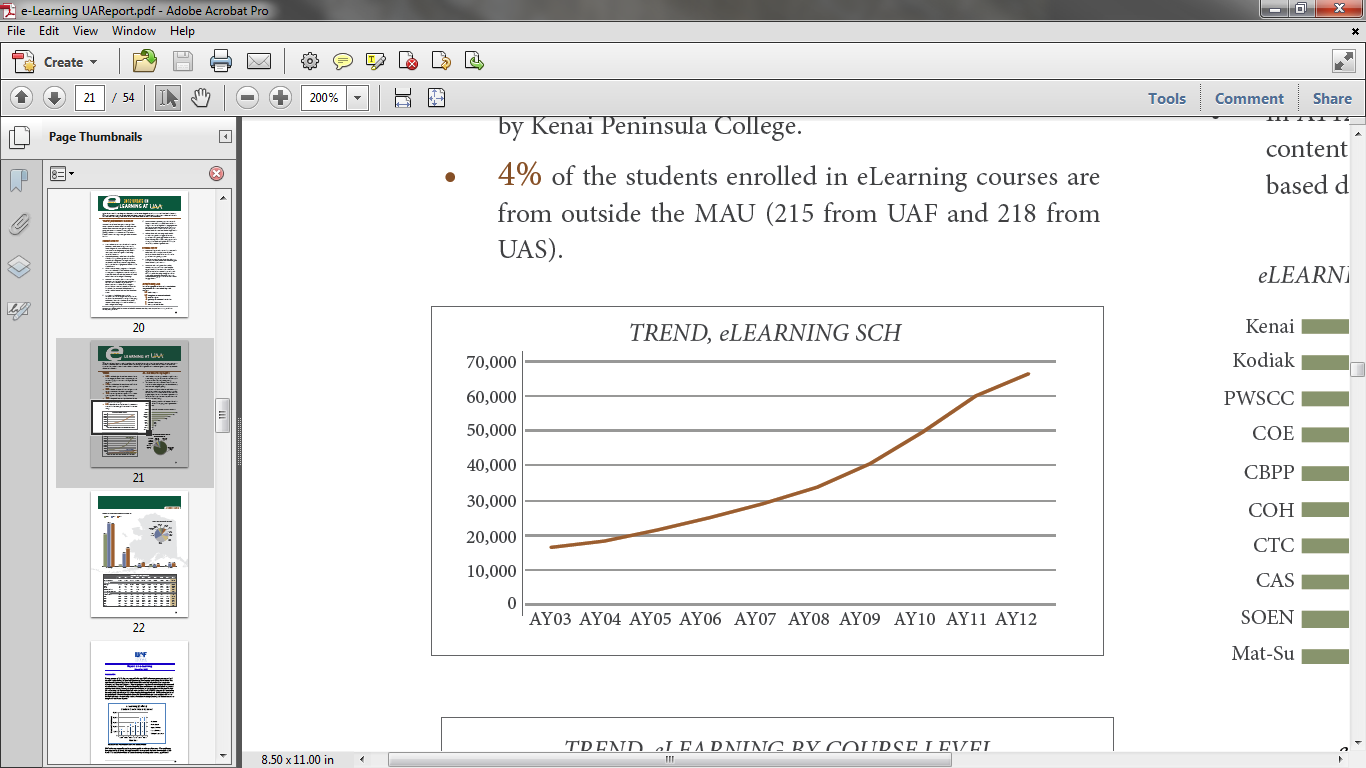 e-Learning UAReport.pdf - Adobe Acrobat Pro
File Edit View Window Help
Create
21 / 54
200%
Tools Comment Share
Page Thumbnails
20
21
22
8.50 x 11.00 in
by Kenai Peninsula College.
• 4% of the students enrolled in eLearning courses are
from outside the MAU (215 from UAF and 218 from
UAS).
TREND, eLEARNING SCH
70,000
60,000
50,000
40,000
30,000
20,000
10,000
0
AY03 AY04 AY05 AY06 AY07 AY08 AY09 AY10 AY11 AY12
TREND, eLEARNING BY COURSE LEVEL
content
based d
eLEARNI
Kenai
Kodiak
PWSCC
COE
CBPP
COH
CTC
CAS
SOEN
Mat-Su